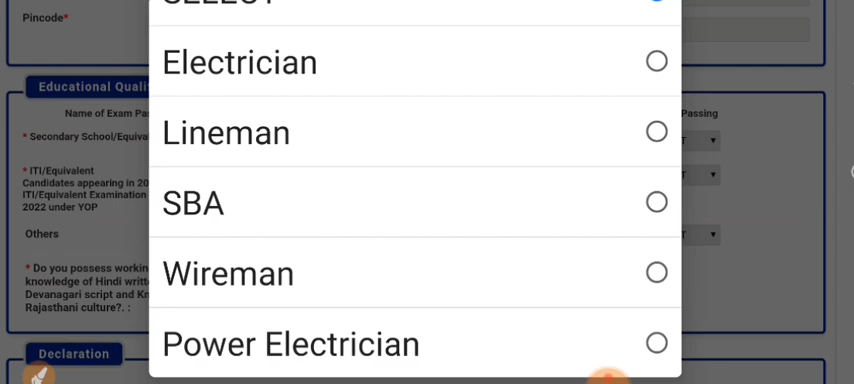 SELECT
Pincode*
Electrician
Educational Quali
Name of Exam Pa
Passing
Lineman
* Secondary School/Equiva
T
* ITI/Equivalent
T
Candidates appearing in 20
ITI/Equivalent Examination
2022 under YOP
SBA
Others
T
* Do you possess workin
knowledge of Hindi writt
Devanagari script and Kn
Rajasthani culture?. :
Wireman
Power Electrician
Declaration